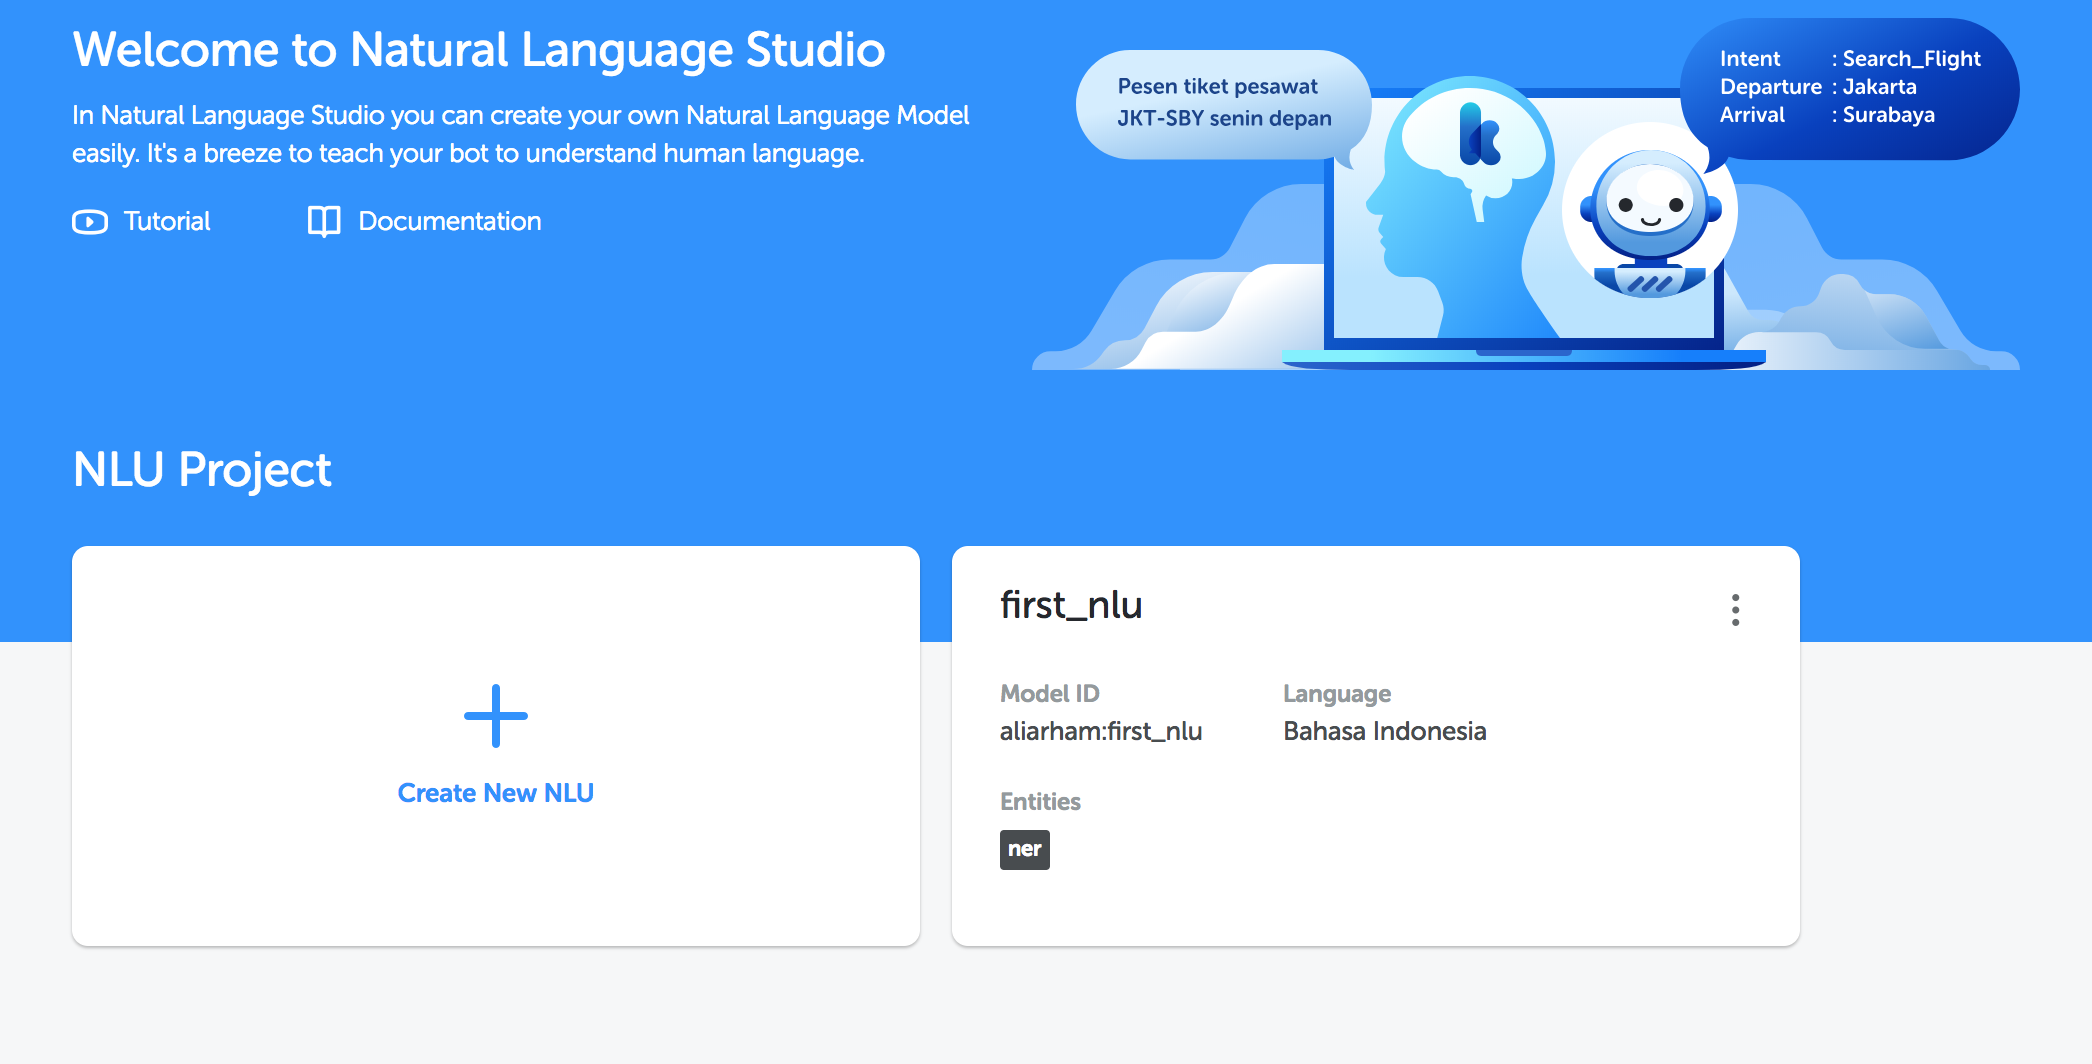 Welcome to Natural Language Studio
In Natural Language Studio you can create your own Natural Language Model
easily. It's a breeze to teach your bot to understand human language.
Tutorial
Documentation
Pesen tiket pesawat
JKT-SBY senin depan
Intent : Search_Flight
Departure : Jakarta
Arrival : Surabaya
NLU Project
Create New NLU
first_nlu
Model ID
aliarham:first_nlu
Language
Bahasa Indonesia
Entities
ner